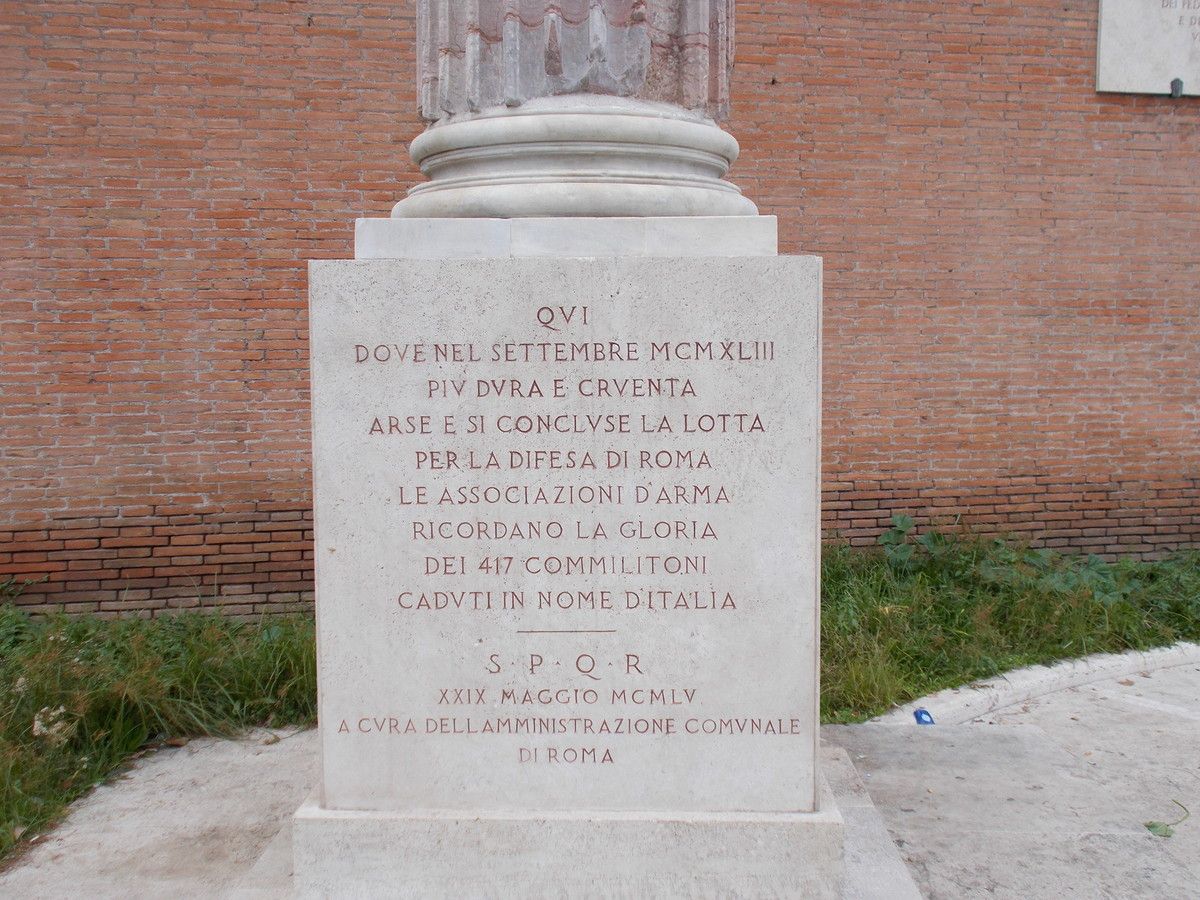 DEI PED
E D
QVI
DOVE NEL SETTEMBRE MCMXLIII
PIV DVRA E CRVENTA
ARSE E SI CONCLVSE LA LOTTA
PER LA DIFESA DI ROMA
LE ASSOCIAZIONI D'ARMA
RICORDANO LA GLORIA
DEI 417 COMMILITONI
CADVTI IN NOME D'ITALIA
S·P·Q·R
XXIX MAGGIO MCMLV
A CVRA DELL'AMMINISTRAZIONE COMVNALE
DI ROMA